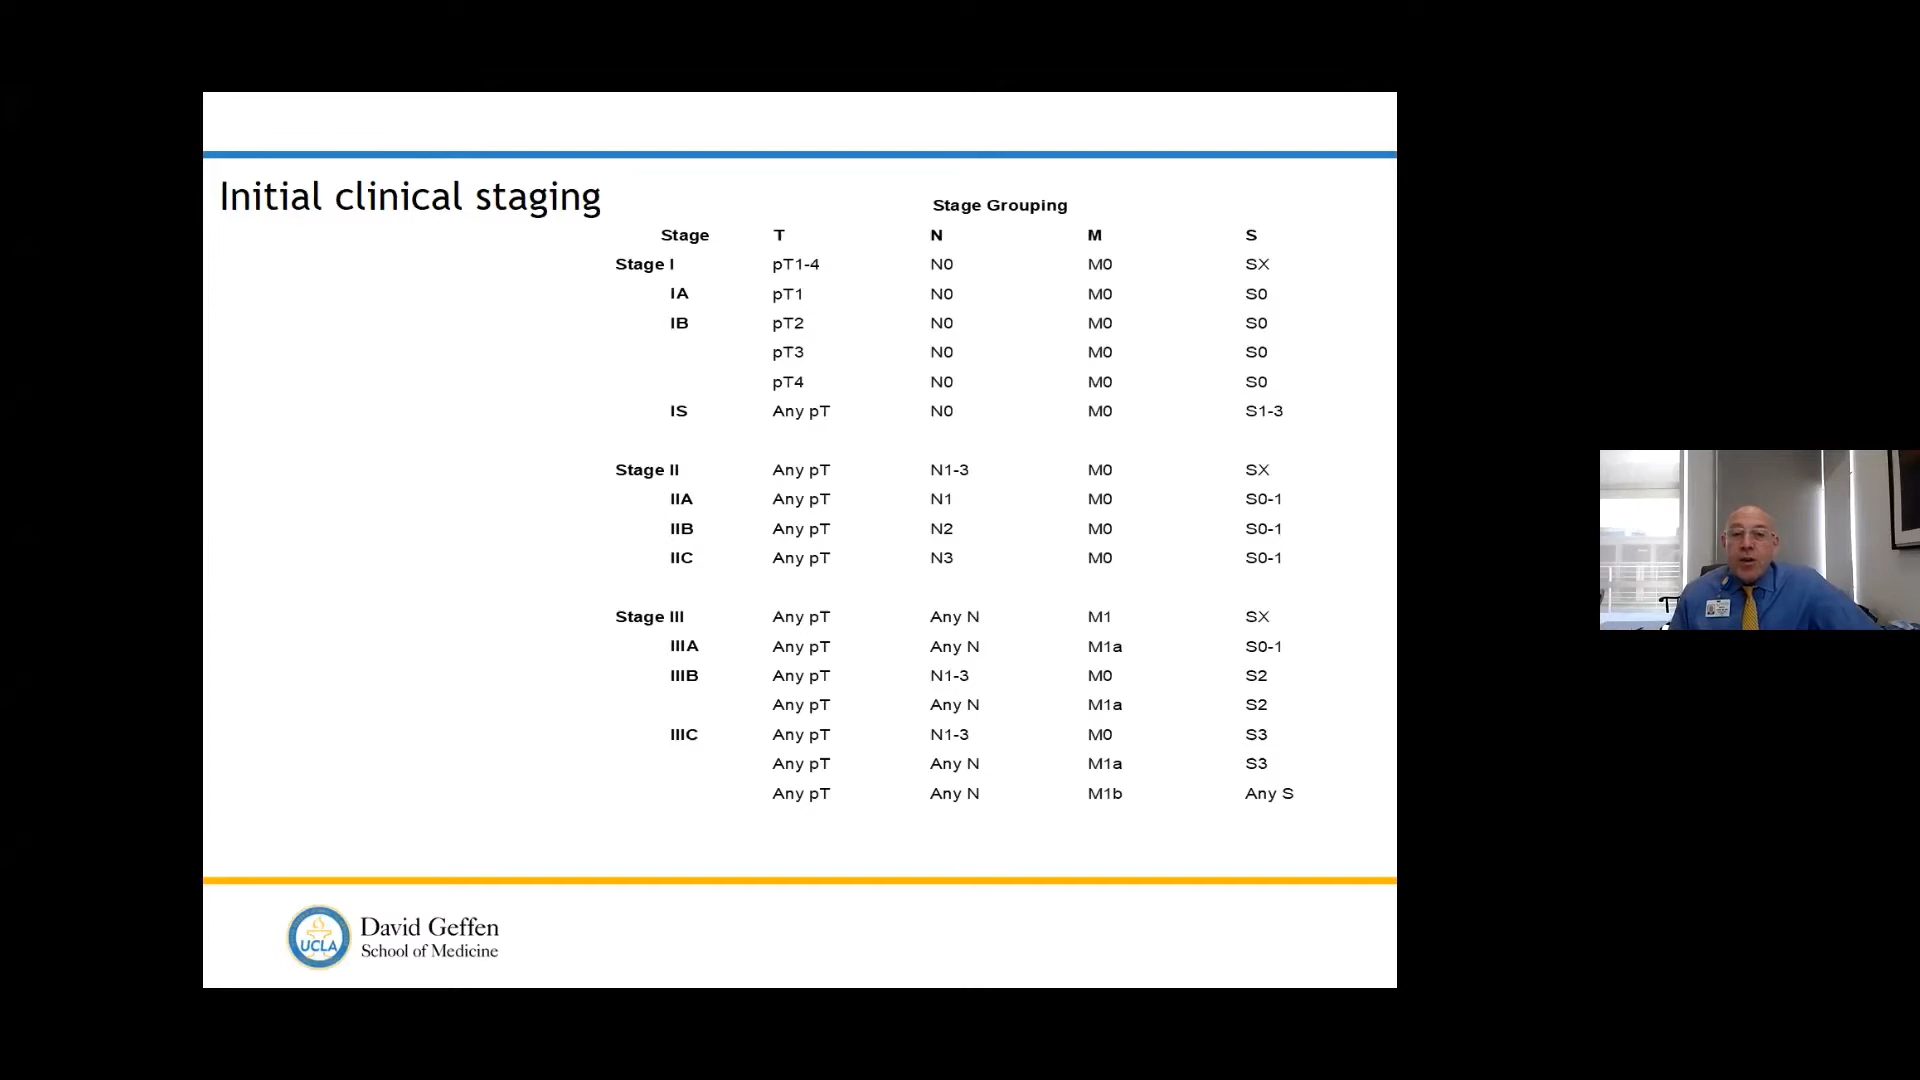 Initial clinical staging
Stage Grouping
Stage T N M S
Stage I pT1-4 N0 M0 SX
IA pT1 N0 M0 S0
IB pT2 N0 M0 S0
pT3 N0 M0 S0
pT4 N0 M0 S0
IS Any pT N0 M0 S1-3
Stage II Any pT N1-3 M0 SX
IIA Any pT N1 M0 S0-1
IIB Any pT N2 M0 S0-1
IIC Any pT N3 M0 S0-1
Stage III Any pT Any N M1 SX
IIIA Any pT Any N M1a S0-1
IIIB Any pT N1-3 M0 S2
Any pT Any N M1a S2
IIIC Any pT N1-3 M0 S3
Any pT Any N M1a S3
Any pT Any N M1b Any S
UCLA
David Geffen
School of Medicine